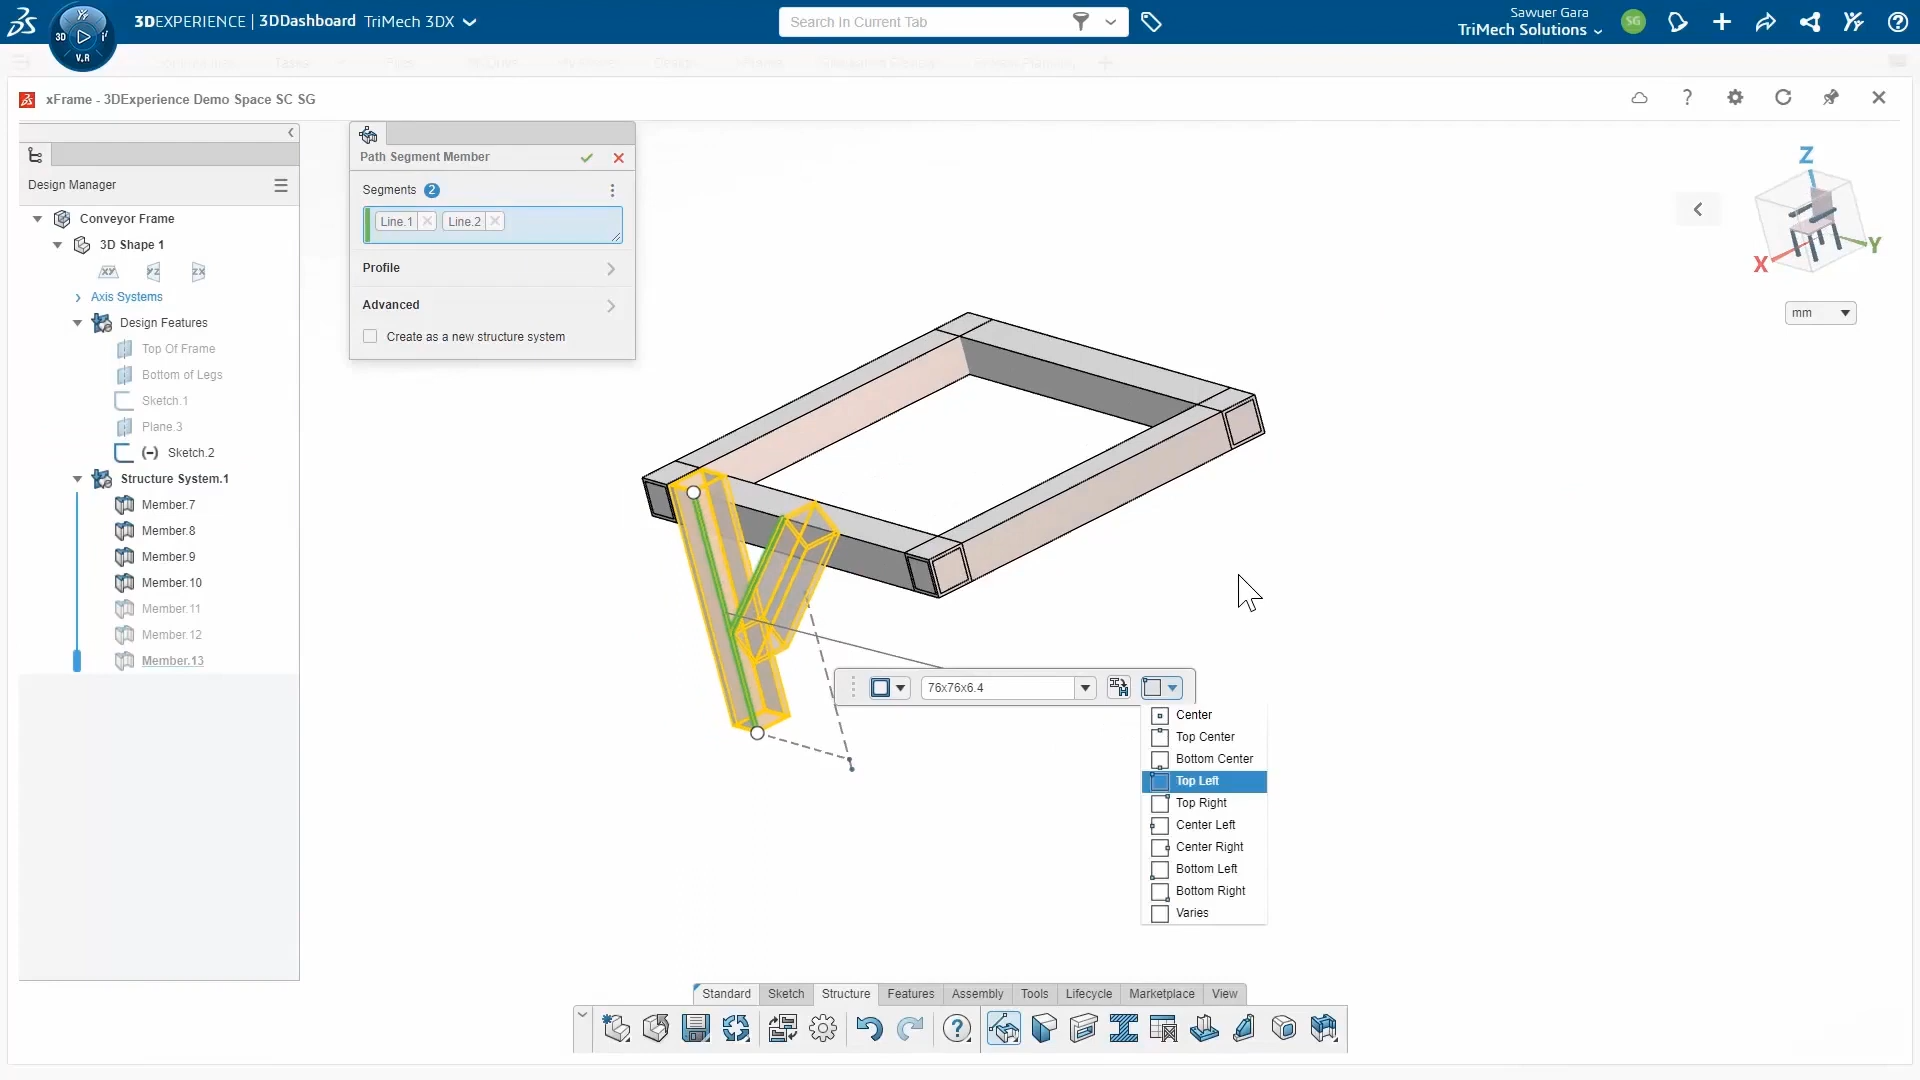 3DEXPERIENCE | 3DDashboard TriMech 3DX
Search In Current Tab
Sawyer Gara
TriMech Solutions
SG
3D
V.R
xFrame - 3DExperience Demo Space SC SG
Design Manager
Conveyor Frame
3D Shape 1
XY YZ ZX
Axis Systems
Design Features
Top Of Frame
Bottom of Legs
Sketch.1
Plane.3
(-) Sketch.2
Structure System.1
Member.7
Member.8
Member.9
Member.10
Member.11
Member.12
Member.13
Path Segment Member
Segments 2
Line.1 Line.2
Profile
Advanced
Create as a new structure system
Z
X
Y
mm
76x76x6.4
Center
Top Center
Bottom Center
Top Left
Top Right
Center Left
Center Right
Bottom Left
Bottom Right
Varies
Standard Sketch Structure Features Assembly Tools Lifecycle Marketplace View